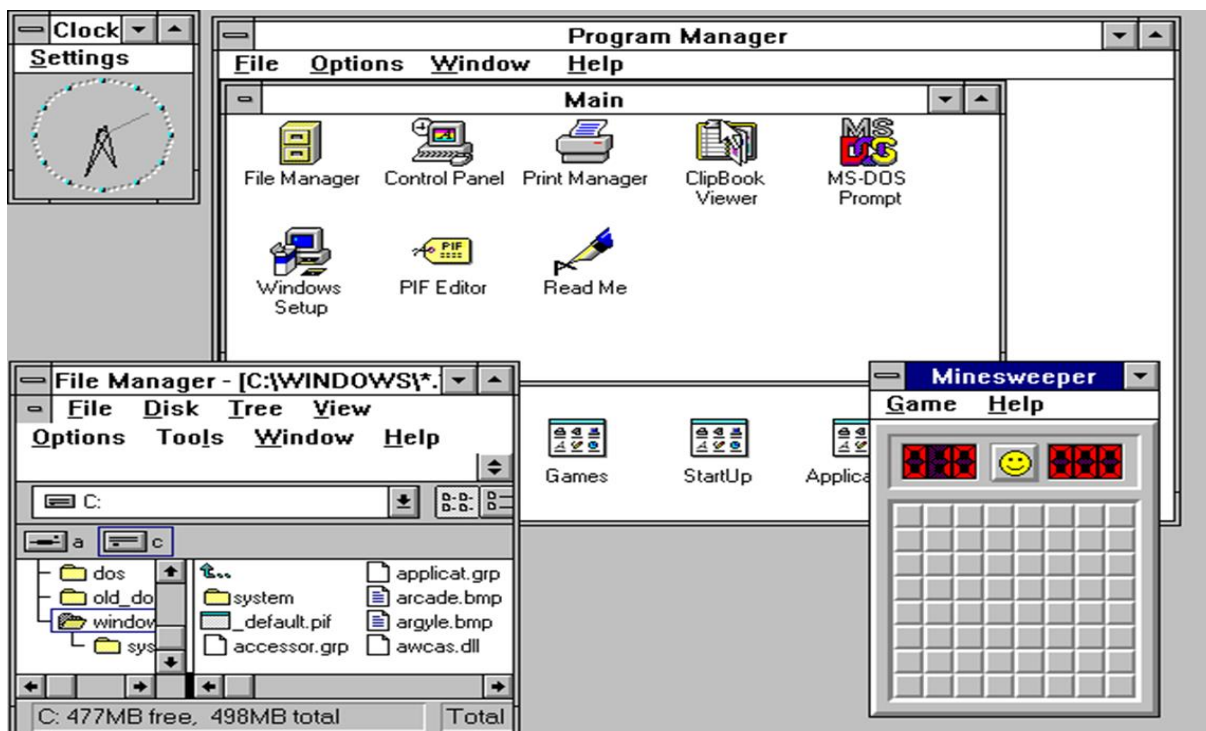 Clock
Settings
Program Manager
File Options Window Help
Main
File Manager
Control Panel
Print Manager
ClipBook
Viewer
MS-DOS
Prompt
MS
DOS
Windows
Setup
PIF
PIF Editor
Read Me
File Manager - [C:\WINDOWS\*.
File Disk Tree View
Options Tools Window Help
C:
a c
dos
old_do
window
sys
system
_default.pif
accessor.grp
applicat.grp
arcade.bmp
argyle.bmp
awcas.dll
C: 477MB free, 498MB total
Total
Games
StartUp
Applica
Minesweeper
Game Help